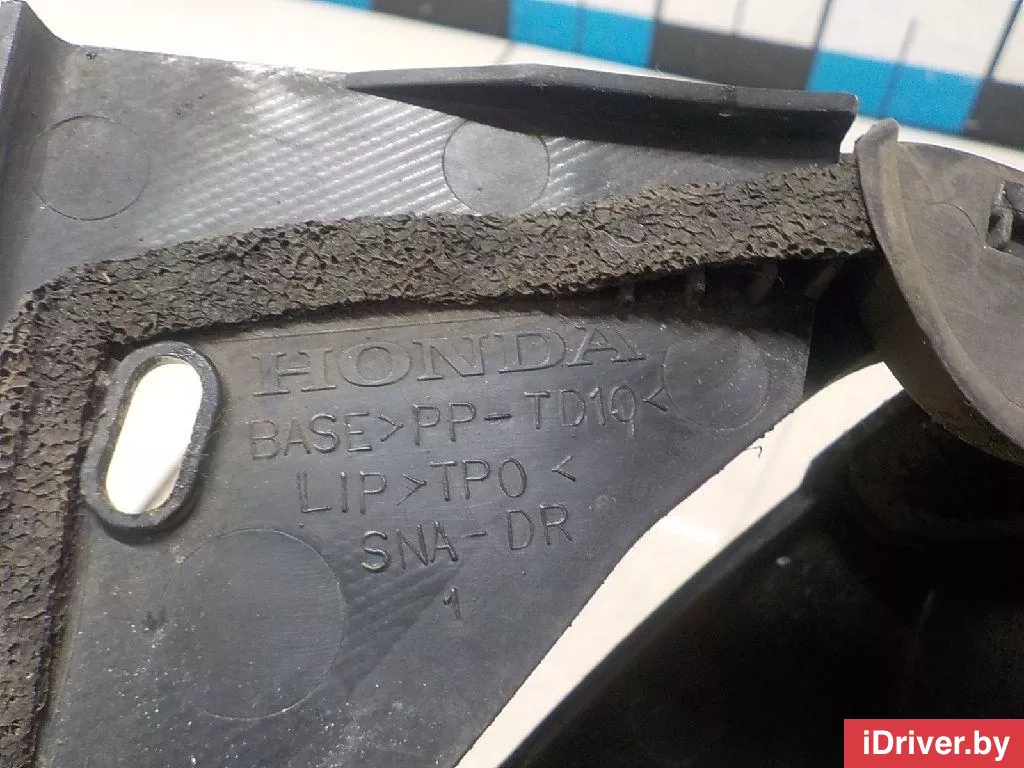 HONDA
BASE>PP-TD10<
LIP>TPO<
SNA-DR
1
iDriver.by